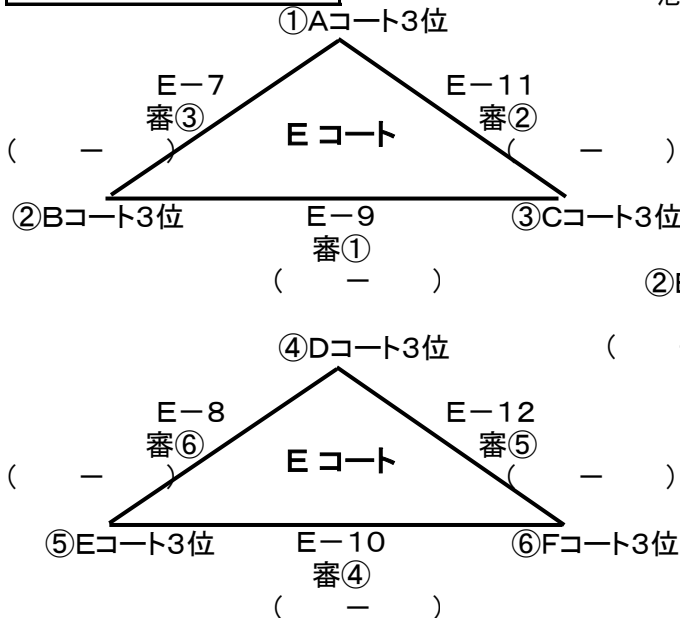 ①Aコート3位
E－7
審③
E－11
審②
E コート
(　－　)
(　－　)
②Bコート3位
E－9
審①
③Cコート3位
(　－　)
②
④Dコート3位
(
E－8
審⑥
E－12
審⑤
E コート
(　－　)
(　－　)
⑤Eコート3位
E－10
審④
⑥Fコート3位
(　－　)